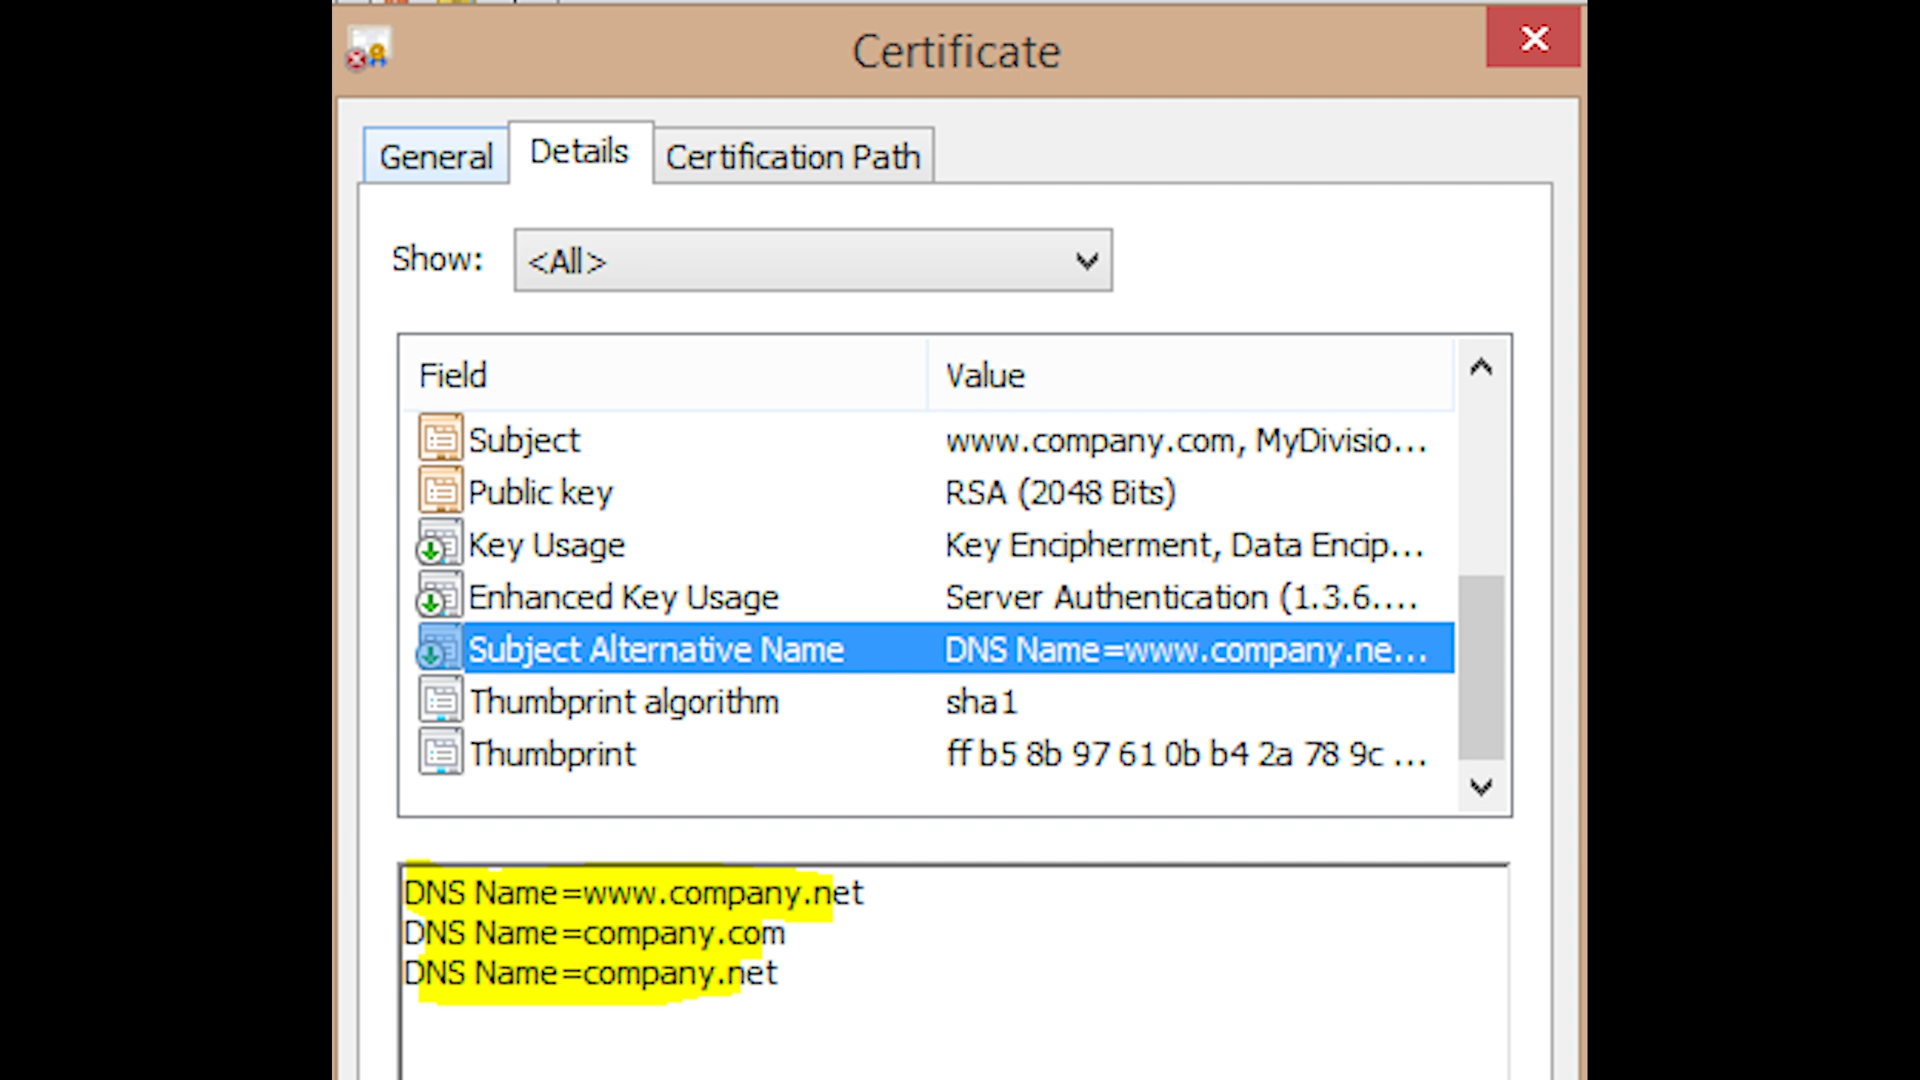 Certificate
General
Details
Certification Path
Show:
<All>
Field Value
Subject www.company.com, MyDivisio...
Public key RSA (2048 Bits)
Key Usage Key Encipherment, Data Encip...
Enhanced Key Usage Server Authentication (1.3.6....
Subject Alternative Name DNS Name=www.company.ne...
Thumbprint algorithm sha1
Thumbprint ff b5 8b 97 61 0b b4 2a 78 9c ...
DNS Name=www.company.net
DNS Name=company.com
DNS Name=company.net